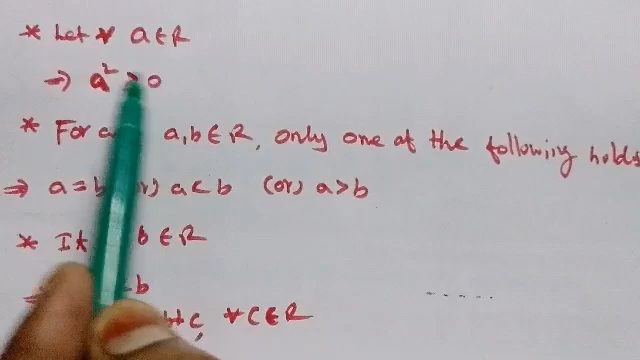 * Let ∀ a ∈ R
→ a² > 0
* For a, b ∈ R, only one of the following holds
⇒ a = b (or) a < b (or) a > b
* If b ∈ R
b
b+c, ∀ C ∈ R